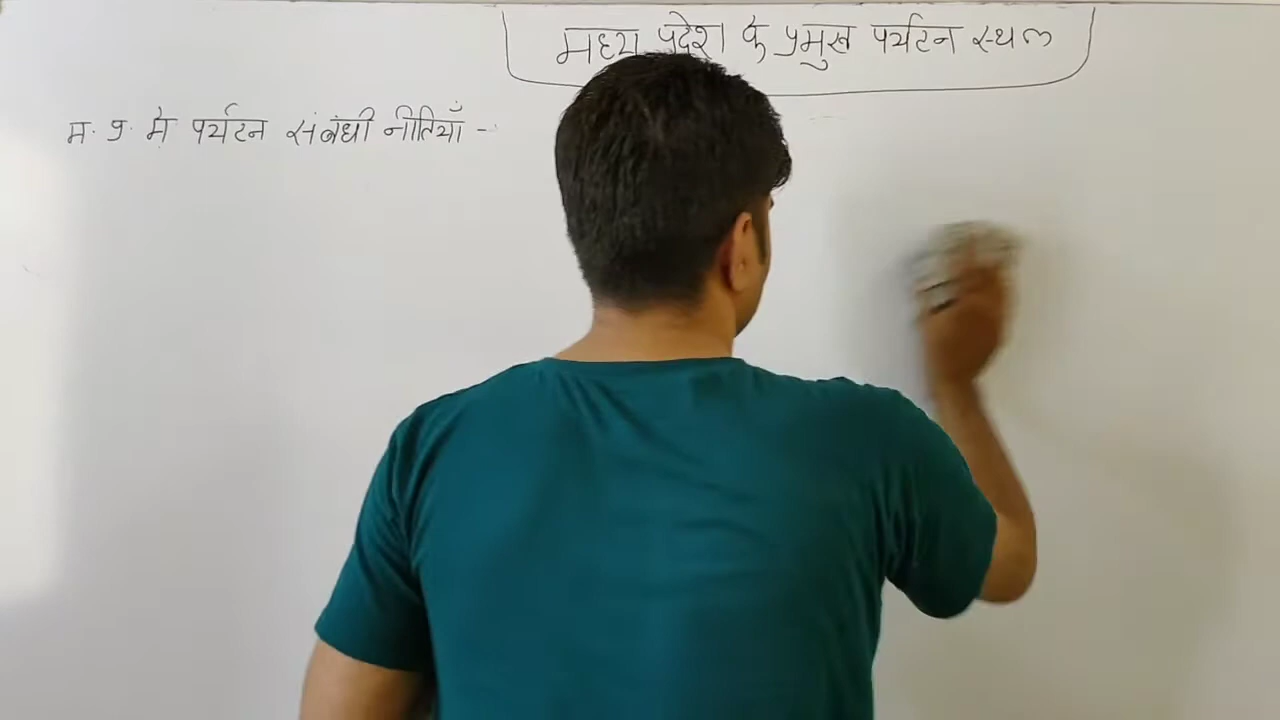 मध्य प्रदेश के प्रमुख पर्यटन स्थल
म. प्र. में पर्यटन संबंधी नीतियाँ -